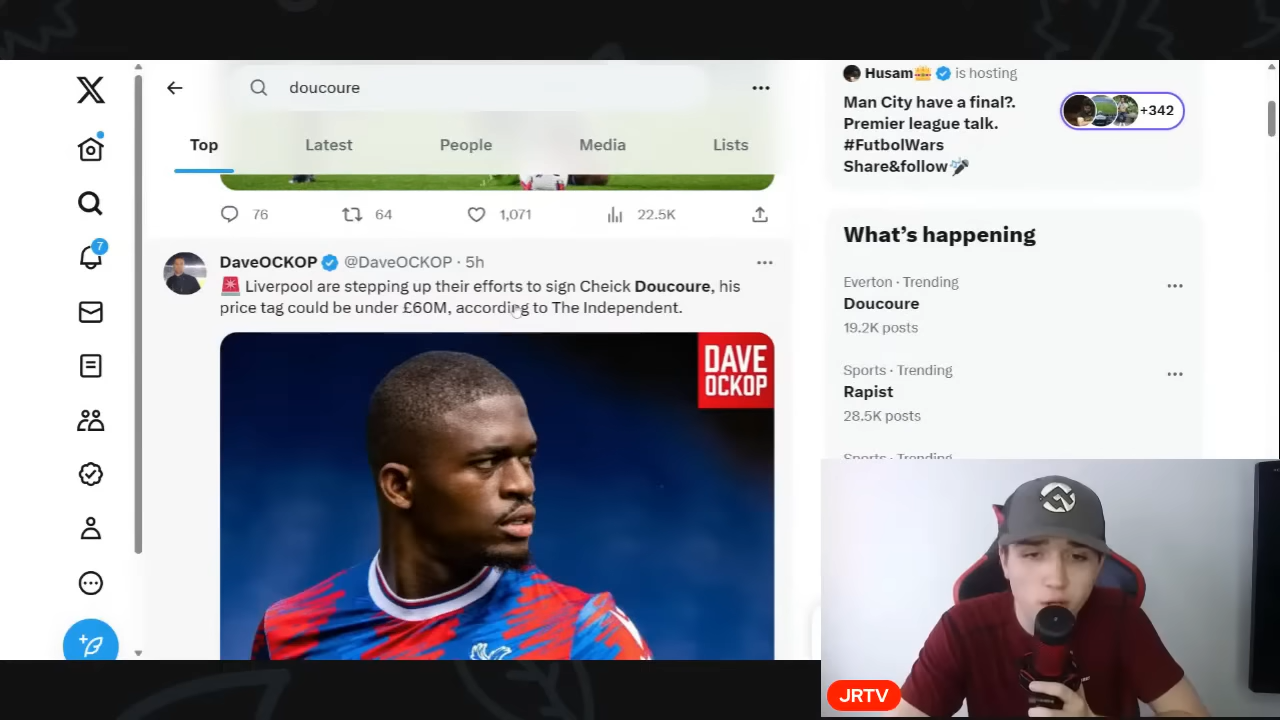 doucoure
Top
Latest
People
Media
Lists
76
64
1,071
22.5K
DaveOCKOP @DaveOCKOP · 5h
🚨 Liverpool are stepping up their efforts to sign Cheick Doucoure, his
price tag could be under £60M, according to The Independent.
DAVE
OCKOP
7
Husam👑 is hosting
Man City have a final?.
Premier league talk.
#FutbolWars
Share&follow🎤
+342
What's happening
Everton · Trending
Doucoure
19.2K posts
Sports · Trending
Rapist
28.5K posts
Sports · Trending
JRTV